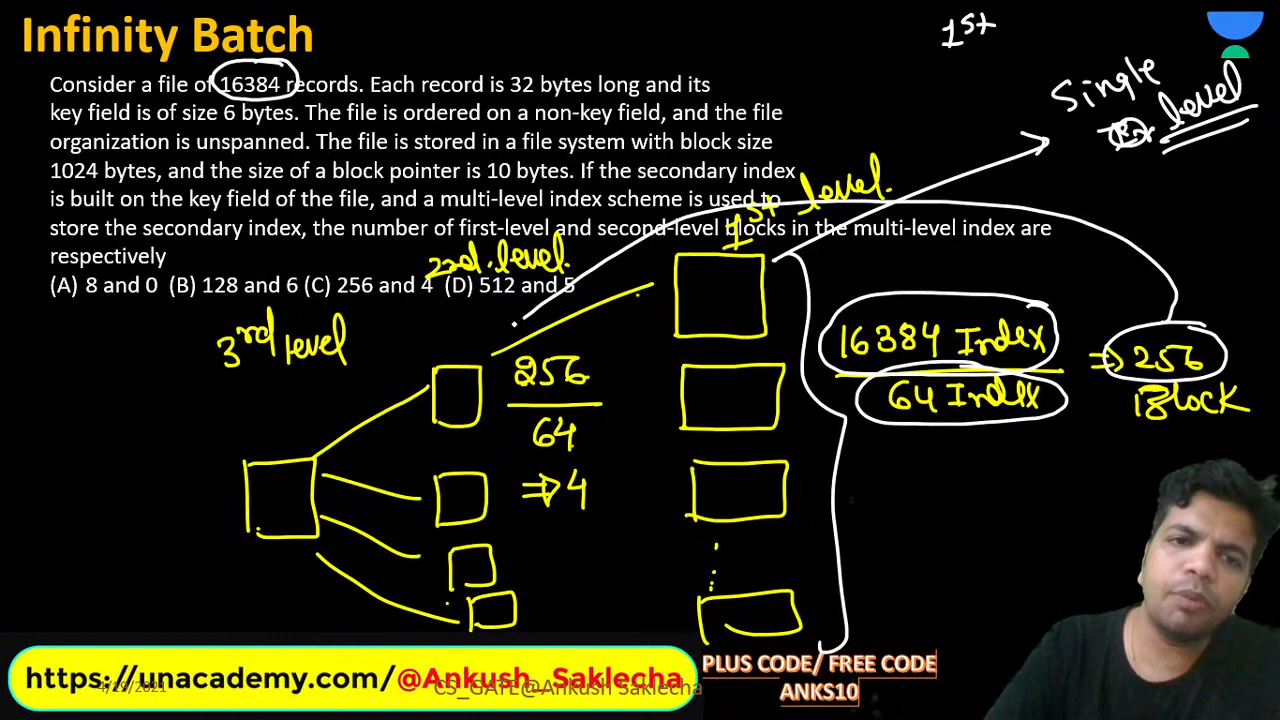 Infinity Batch
1st
Consider a file of 16384 records. Each record is 32 bytes long and its
key field is of size 6 bytes. The file is ordered on a non-key field, and the file
organization is unspanned. The file is stored in a file system with block size
1024 bytes, and the size of a block pointer is 10 bytes. If the secondary index
is built on the key field of the file, and a multi-level index scheme is used to
store the secondary index, the number of first-level and second-level blocks in the multi-level index are
respectively
(A) 8 and 0 (B) 128 and 6 (C) 256 and 4 (D) 512 and 5
Single
level
1st level.
2nd. level.
3rd level
256
64
⇒ 4
16384 Index
64 Index
⇒ 256
Block
https://unacademy.com/@Ankush_Saklecha
4/19/2021
CS_GATE@Ankush Saklecha
PLUS CODE/ FREE CODE
ANKS10